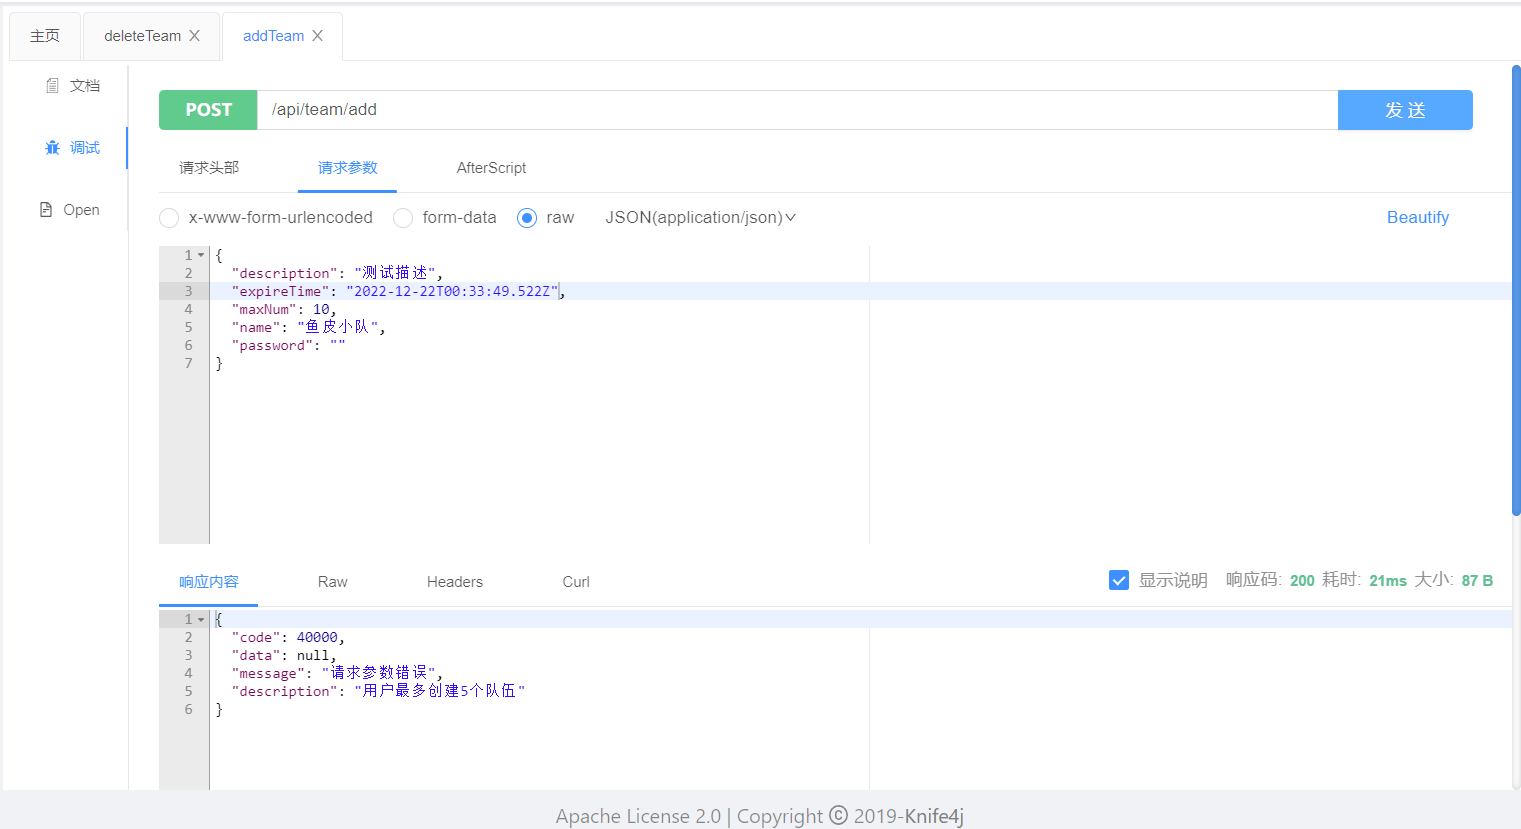 主页 deleteTeam addTeam
文档
调试
Open
POST /api/team/add 发 送
请求头部 请求参数 AfterScript
x-www-form-urlencoded form-data raw JSON(application/json) Beautify
1 {
2 "description": "测试描述",
3 "expireTime": "2022-12-22T00:33:49.522Z",
4 "maxNum": 10,
5 "name": "鱼皮小队",
6 "password": ""
7 }
响应内容 Raw Headers Curl 显示说明 响应码: 200 耗时: 21ms 大小: 87 B
1 {
2 "code": 40000,
3 "data": null,
4 "message": "请求参数错误",
5 "description": "用户最多创建5个队伍"
6 }
Apache License 2.0 | Copyright © 2019-Knife4j